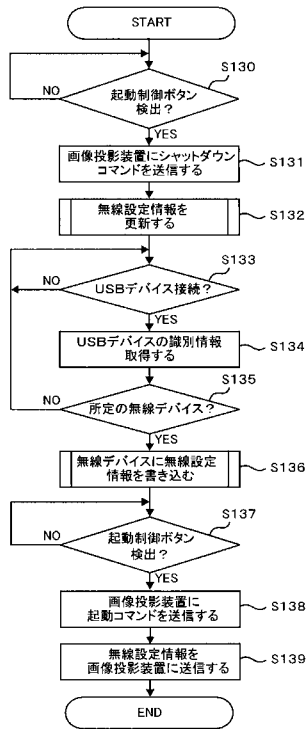 START
S130
起動制御ボタン
検出？
NO
YES
画像投影装置にシャットダウン
コマンドを送信する
S131
無線設定情報を
更新する
S132
S133
NO
USBデバイス接続？
YES
USBデバイスの識別情報
取得する
S134
S135
NO
所定の無線デバイス？
YES
無線デバイスに無線設定
情報を書き込む
S136
S137
起動制御ボタン
検出？
NO
YES
画像投影装置に
起動コマンドを送信する
S138
無線設定情報を
画像投影装置に送信する
S139
END